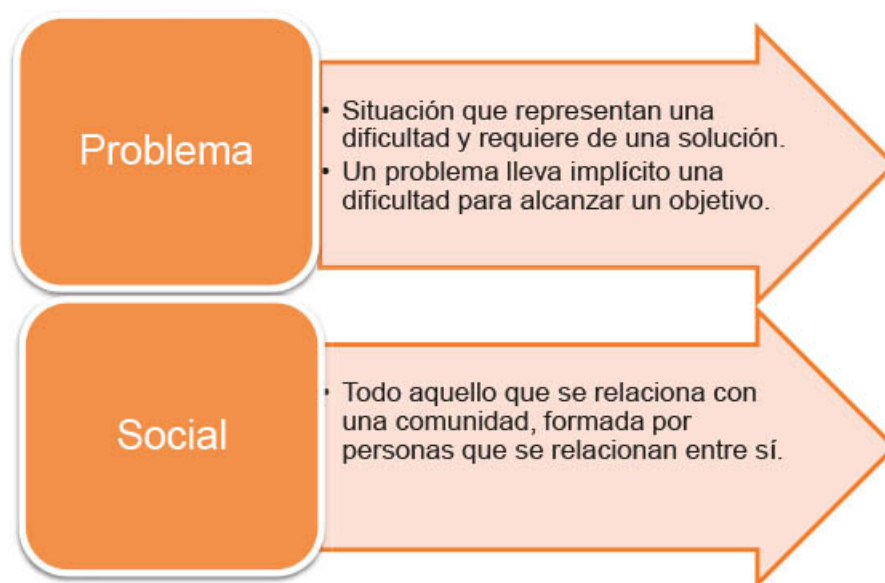 Problema
• Situación que representan una
dificultad y requiere de una solución.
• Un problema lleva implícito una
dificultad para alcanzar un objetivo.
Social
• Todo aquello que se relaciona con
una comunidad, formada por
personas que se relacionan entre sí.